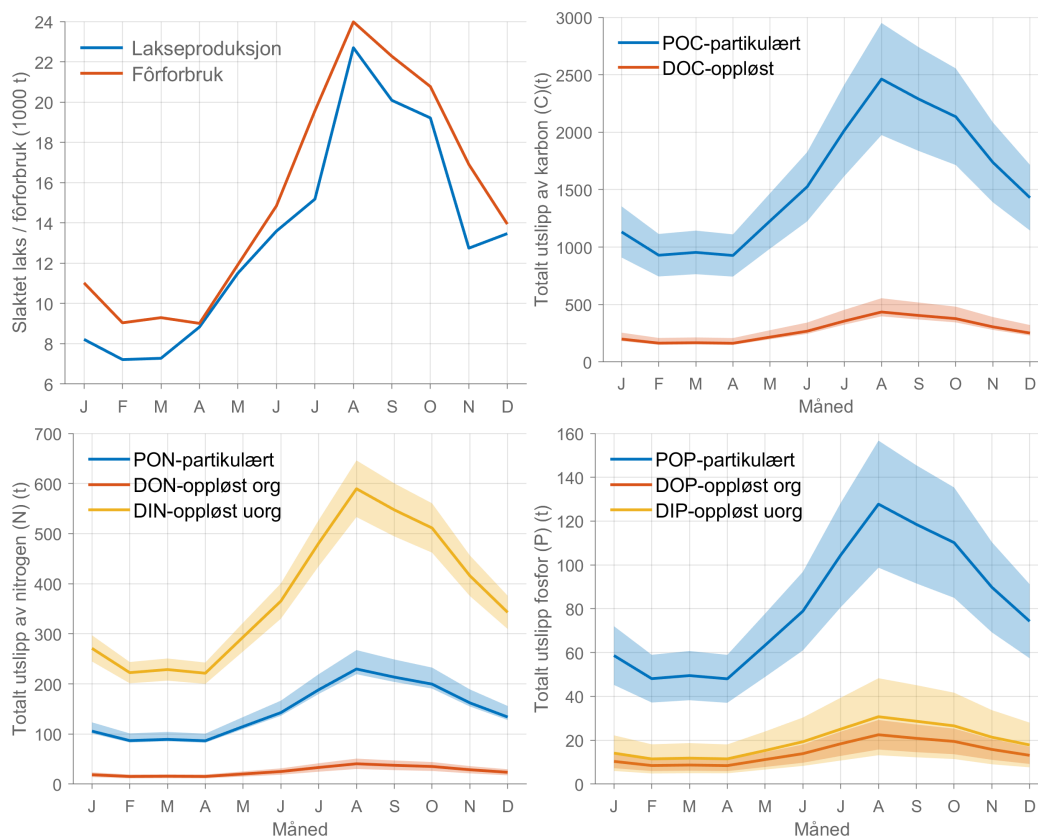 Slaktet laks / fôrforbruk (1000 t)
24
22
20
18
16
14
12
10
8
6
Lakseproduksjon
Fôrforbruk
J F M A M J J A S O N D
Totalt utslipp av karbon (C)(t)
3000
2500
2000
1500
1000
500
0
POC-partikulært
DOC-oppløst
J F M A M J J A S O N D
Måned
Totalt utslipp av nitrogen (N) (t)
700
600
500
400
300
200
100
0
PON-partikulært
DON-oppløst org
DIN-oppløst uorg
J F M A M J J A S O N D
Måned
Totalt utslipp fosfor (P) (t)
160
140
120
100
80
60
40
20
0
POP-partikulært
DOP-oppløst org
DIP-oppløst uorg
J F M A M J J A S O N D
Måned